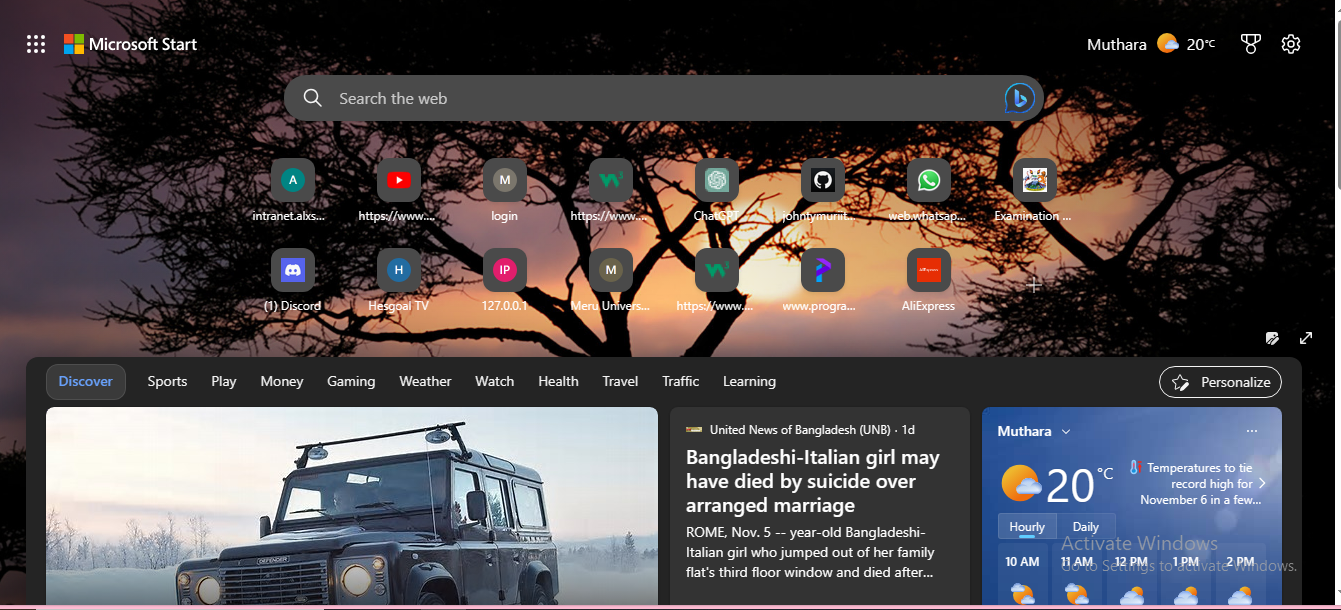 Microsoft Start
Muthara 20°C
Search the web
A
M
W3
intranet.alxs...
https://www....
login
https://www....
ChatGPT
johntymuriit...
web.whatsap...
Examination ...
H
IP
M
W3
(1) Discord
Hesgoal TV
127.0.0.1
Meru Univers...
https://www....
www.progra...
AliExpress
Discover Sports Play Money Gaming Weather Watch Health Travel Traffic Learning
Personalize
DEFENDER
United News of Bangladesh (UNB) · 1d
Bangladeshi-Italian girl may
have died by suicide over
arranged marriage
ROME, Nov. 5 -- year-old Bangladeshi-
Italian girl who jumped out of her family
flat's third floor window and died after...
Muthara
...
20°C
Temperatures to tie
record high for
November 6 in a few...
Hourly Daily
10 AM 11 AM 12 PM 1 PM 2 PM
Activate Windows
Go to Settings to activate Windows.